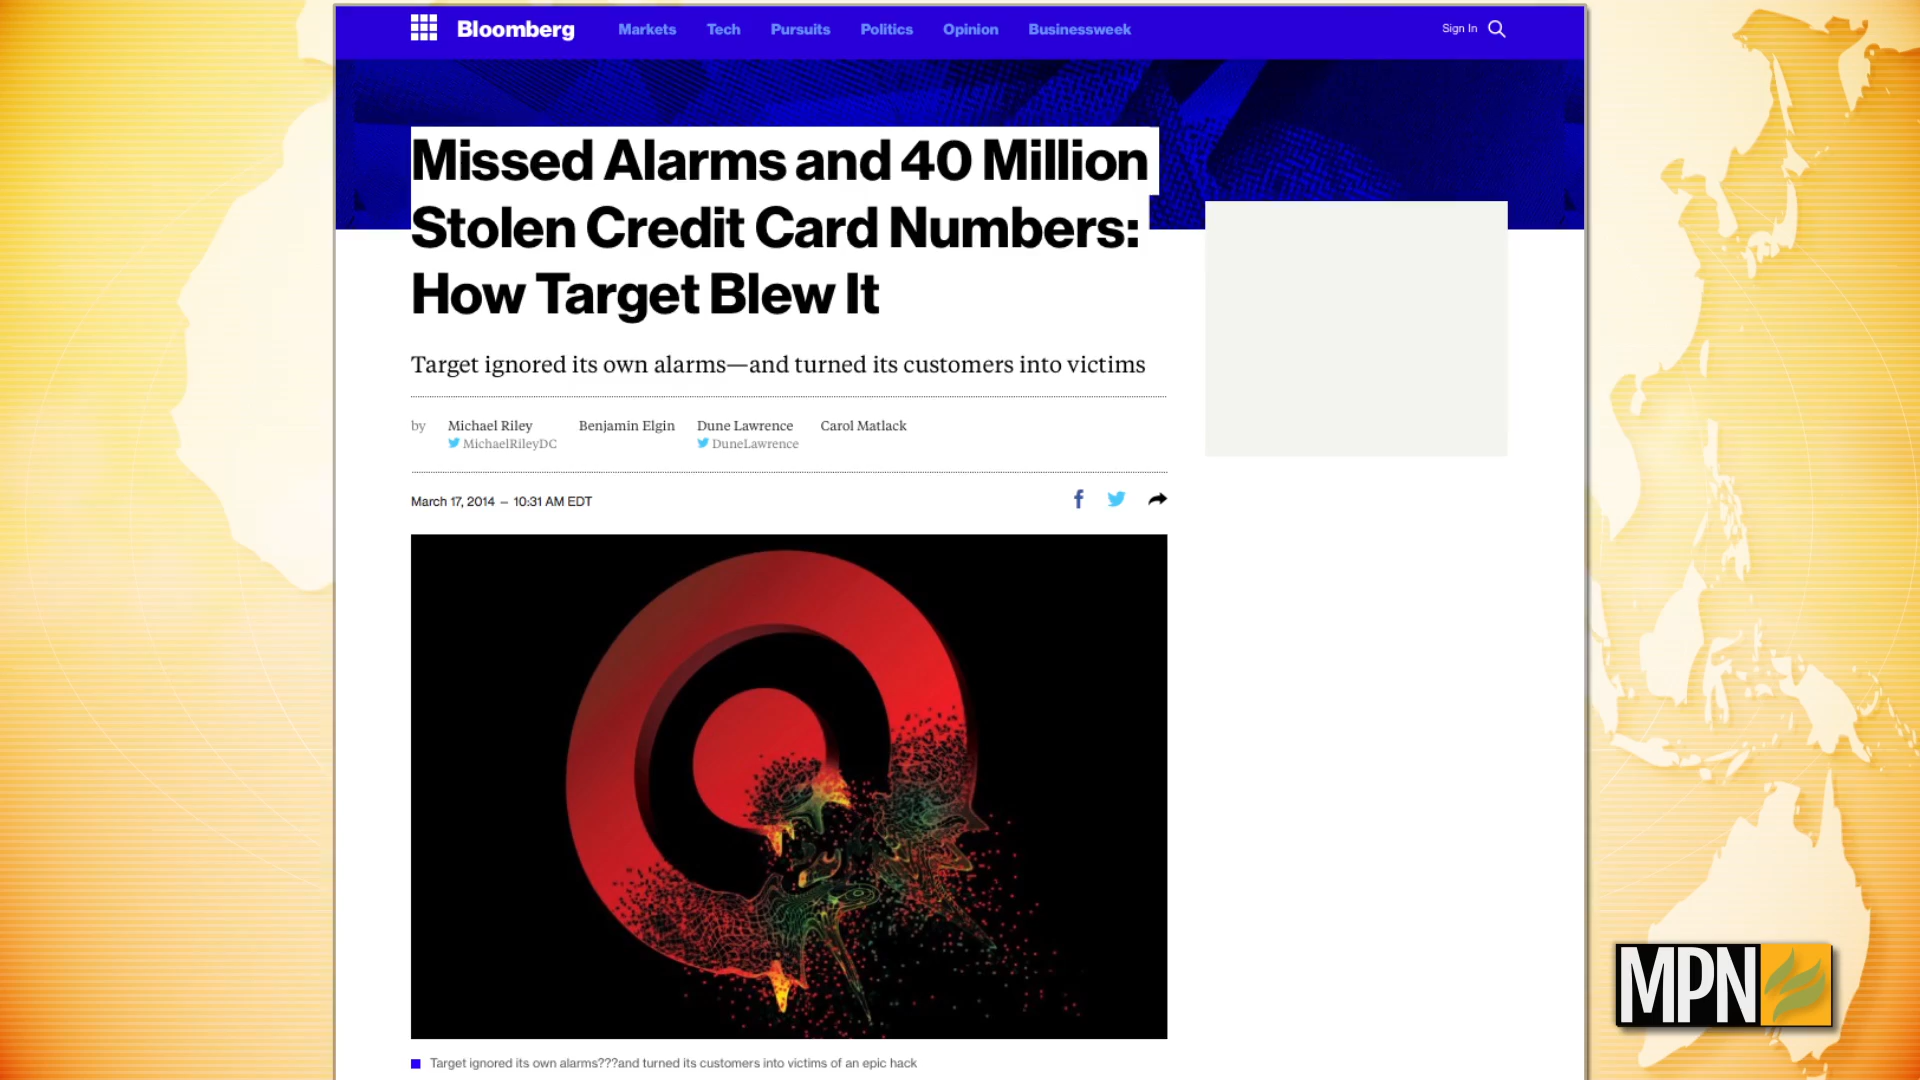 Bloomberg Markets Tech Pursuits Politics Opinion Businessweek Sign In
Missed Alarms and 40 Million
Stolen Credit Card Numbers:
How Target Blew It
Target ignored its own alarms—and turned its customers into victims
by Michael Riley Benjamin Elgin Dune Lawrence Carol Matlack
MichaelRileyDC DuneLawrence
March 17, 2014 — 10:31 AM EDT
Target ignored its own alarms???and turned its customers into victims of an epic hack
MPN